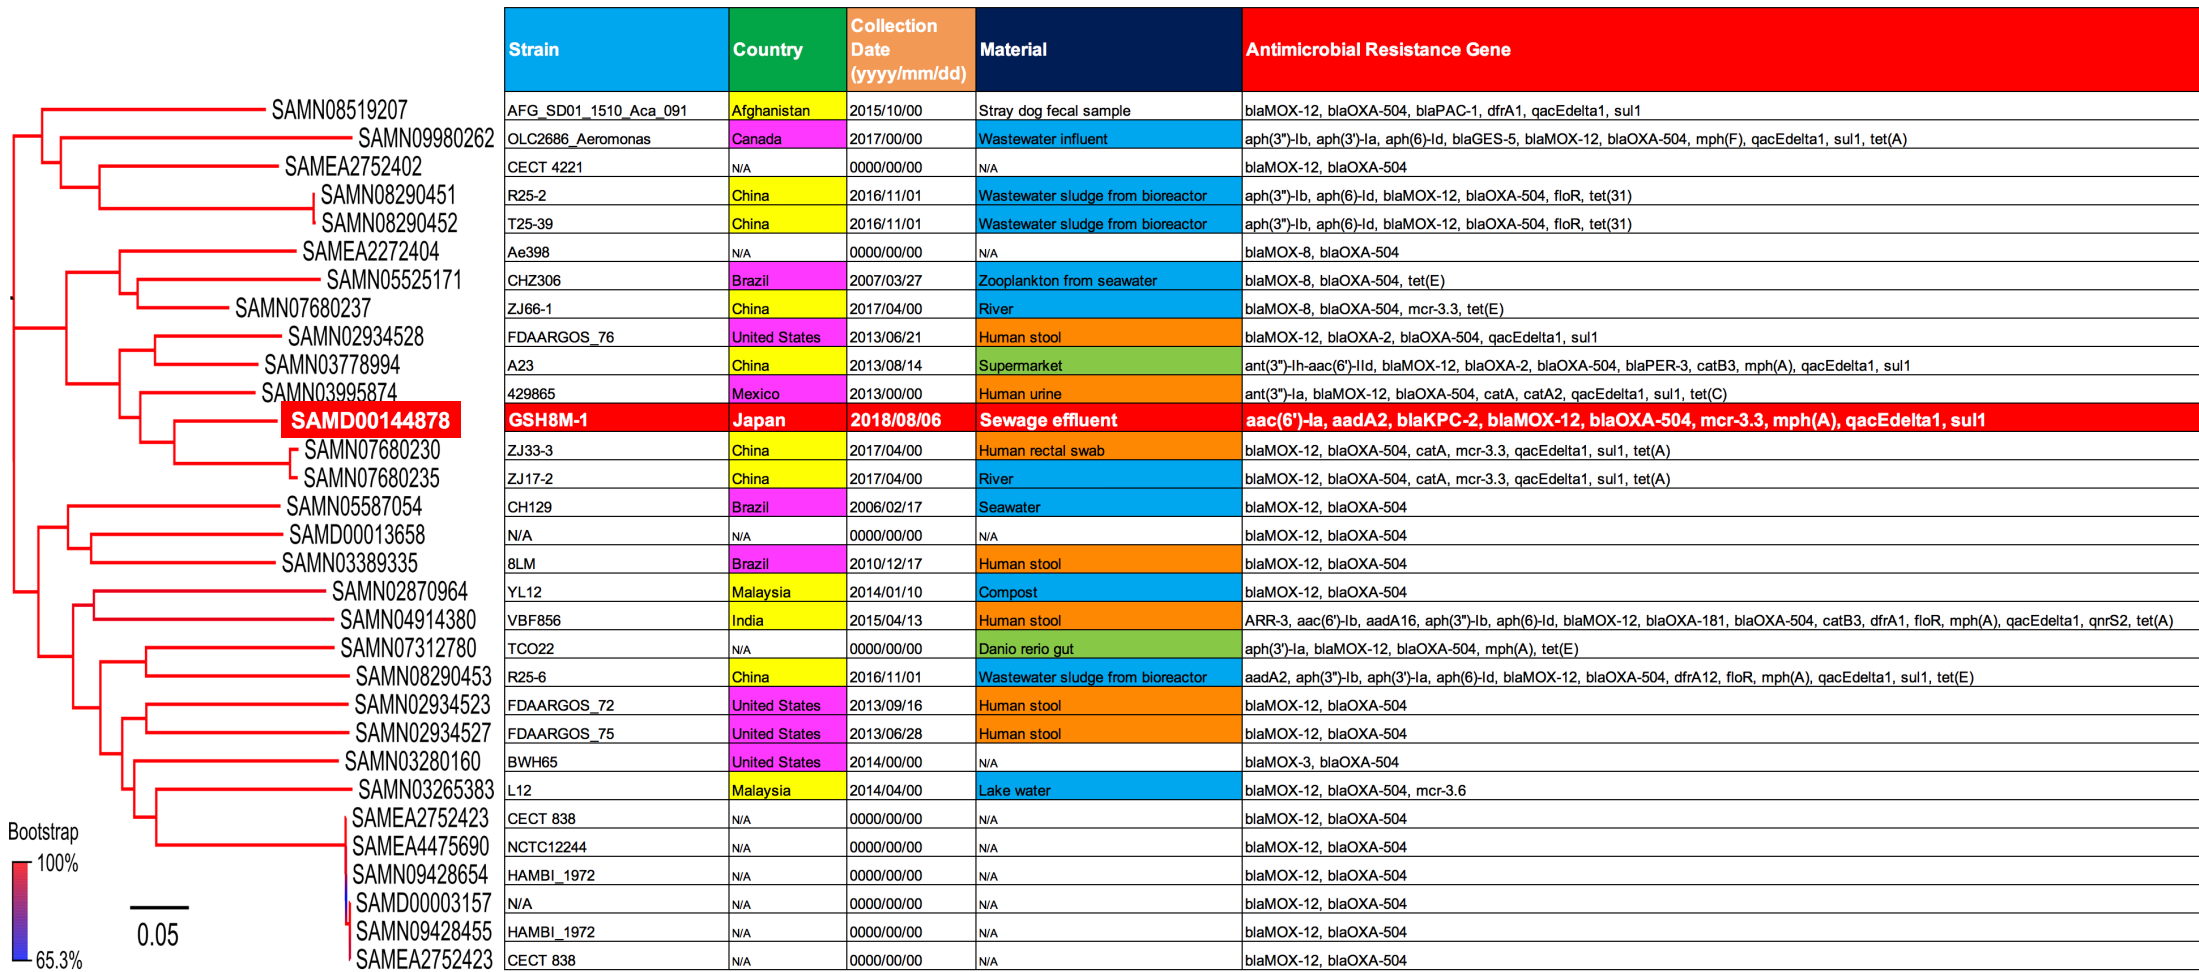 Strain Country Collection Date (yyyy/mm/dd) Material Antimicrobial Resistance Gene
SAMN08519207 AFG_SD01_1510_Aca_091 Afghanistan 2015/10/00 Stray dog fecal sample blaMOX-12, blaOXA-504, blaPAC-1, dfrA1, qacEdelta1, sul1
SAMN09980262 OLC2686_Aeromonas Canada 2017/00/00 Wastewater influent aph(3")-Ib, aph(3')-Ia, aph(6)-Id, blaGES-5, blaMOX-12, blaOXA-504, mph(F), qacEdelta1, sul1, tet(A)
SAMEA2752402 CECT 4221 N/A 0000/00/00 N/A blaMOX-12, blaOXA-504
SAMN08290451 R25-2 China 2016/11/01 Wastewater sludge from bioreactor aph(3")-Ib, aph(6)-Id, blaMOX-12, blaOXA-504, floR, tet(31)
SAMN08290452 T25-39 China 2016/11/01 Wastewater sludge from bioreactor aph(3")-Ib, aph(6)-Id, blaMOX-12, blaOXA-504, floR, tet(31)
SAMEA2272404 Ae398 N/A 0000/00/00 N/A blaMOX-8, blaOXA-504
SAMN05525171 CHZ306 Brazil 2007/03/27 Zooplankton from seawater blaMOX-8, blaOXA-504, tet(E)
SAMN07680237 ZJ66-1 China 2017/04/00 River blaMOX-8, blaOXA-504, mcr-3.3, tet(E)
SAMN02934528 FDAARGOS_76 United States 2013/06/21 Human stool blaMOX-12, blaOXA-2, blaOXA-504, qacEdelta1, sul1
SAMN03778994 A23 China 2013/08/14 Supermarket ant(3")-Ih-aac(6')-IId, blaMOX-12, blaOXA-2, blaOXA-504, blaPER-3, catB3, mph(A), qacEdelta1, sul1
SAMN03995874 429865 Mexico 2013/00/00 Human urine ant(3")-Ia, blaMOX-12, blaOXA-504, catA, catA2, qacEdelta1, sul1, tet(C)
SAMD00144878 GSH8M-1 Japan 2018/08/06 Sewage effluent aac(6')-Ia, aadA2, blaKPC-2, blaMOX-12, blaOXA-504, mcr-3.3, mph(A), qacEdelta1, sul1
SAMN07680230 ZJ33-3 China 2017/04/00 Human rectal swab blaMOX-12, blaOXA-504, catA, mcr-3.3, qacEdelta1, sul1, tet(A)
SAMN07680235 ZJ17-2 China 2017/04/00 River blaMOX-12, blaOXA-504, catA, mcr-3.3, qacEdelta1, sul1, tet(A)
SAMN05587054 CH129 Brazil 2006/02/17 Seawater blaMOX-12, blaOXA-504
SAMD00013658 N/A N/A 0000/00/00 N/A blaMOX-12, blaOXA-504
SAMN03389335 8LM Brazil 2010/12/17 Human stool blaMOX-12, blaOXA-504
SAMN02870964 YL12 Malaysia 2014/01/10 Compost blaMOX-12, blaOXA-504
SAMN04914380 VBF856 India 2015/04/13 Human stool ARR-3, aac(6')-Ib, aadA16, aph(3")-Ib, aph(6)-Id, blaMOX-12, blaOXA-181, blaOXA-504, catB3, dfrA1, floR, mph(A), qacEdelta1, qnrS2, tet(A)
SAMN07312780 TCO22 N/A 0000/00/00 Danio rerio gut aph(3')-Ia, blaMOX-12, blaOXA-504, mph(A), tet(E)
SAMN08290453 R25-6 China 2016/11/01 Wastewater sludge from bioreactor aadA2, aph(3")-Ib, aph(3')-Ia, aph(6)-Id, blaMOX-12, blaOXA-504, dfrA12, floR, mph(A), qacEdelta1, sul1, tet(E)
SAMN02934523 FDAARGOS_72 United States 2013/09/16 Human stool blaMOX-12, blaOXA-504
SAMN02934527 FDAARGOS_75 United States 2013/06/28 Human stool blaMOX-12, blaOXA-504
SAMN03280160 BWH65 United States 2014/00/00 N/A blaMOX-3, blaOXA-504
SAMN03265383 L12 Malaysia 2014/04/00 Lake water blaMOX-12, blaOXA-504, mcr-3.6
SAMEA2752423 CECT 838 N/A 0000/00/00 N/A blaMOX-12, blaOXA-504
SAMEA4475690 NCTC12244 N/A 0000/00/00 N/A blaMOX-12, blaOXA-504
SAMN09428654 HAMBI_1972 N/A 0000/00/00 N/A blaMOX-12, blaOXA-504
SAMD00003157 N/A N/A 0000/00/00 N/A blaMOX-12, blaOXA-504
SAMN09428455 HAMBI_1972 N/A 0000/00/00 N/A blaMOX-12, blaOXA-504
SAMEA2752423 CECT 838 N/A 0000/00/00 N/A blaMOX-12, blaOXA-504
Bootstrap
100%
65.3%
0.05